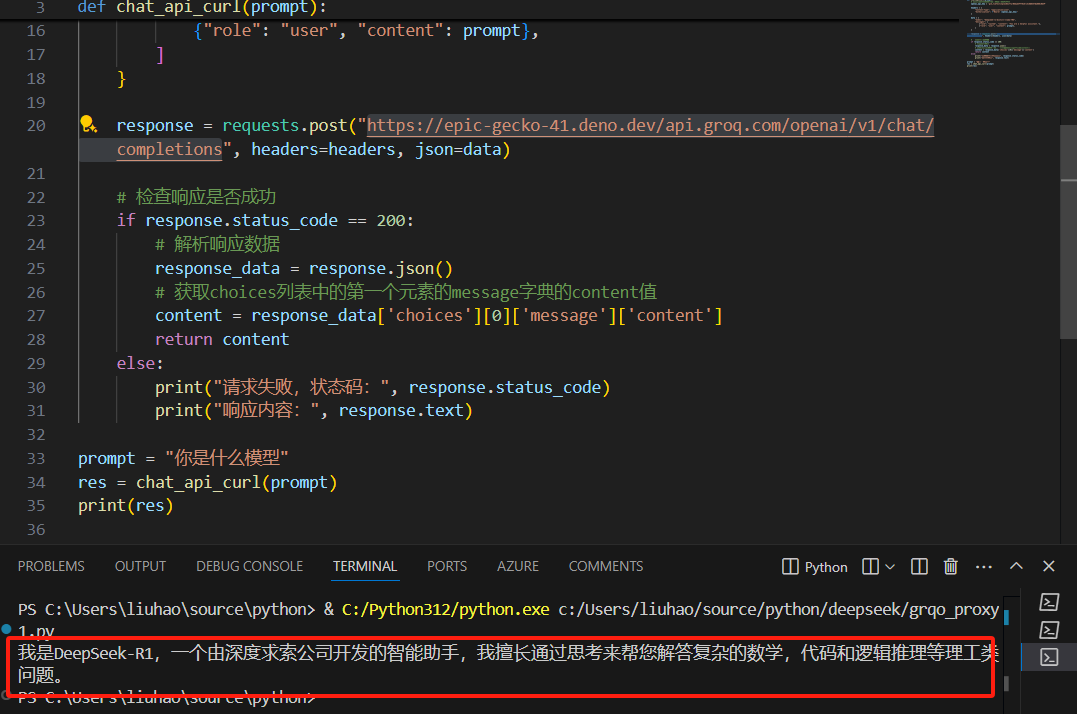 3 def chat_api_curl(prompt):
16 {"role": "user", "content": prompt},
17 ]
18 }
19
20 response = requests.post("https://epic-gecko-41.deno.dev/api.groq.com/openai/v1/chat/
completions", headers=headers, json=data)
21
22 # 检查响应是否成功
23 if response.status_code == 200:
24 # 解析响应数据
25 response_data = response.json()
26 # 获取choices列表中的第一个元素的message字典的content值
27 content = response_data['choices'][0]['message']['content']
28 return content
29 else:
30 print("请求失败，状态码：", response.status_code)
31 print("响应内容：", response.text)
32
33 prompt = "你是什么模型"
34 res = chat_api_curl(prompt)
35 print(res)
36
PROBLEMS OUTPUT DEBUG CONSOLE TERMINAL PORTS AZURE COMMENTS Python
PS C:\Users\liuhao\source\python> & C:/Python312/python.exe c:/Users/liuhao/source/python/deepseek/grqo_proxy
1.py
我是DeepSeek-R1，一个由深度求索公司开发的智能助手，我擅长通过思考来帮您解答复杂的数学，代码和逻辑推理等理工类
问题。
PS C:\Users\liuhao\source\python>